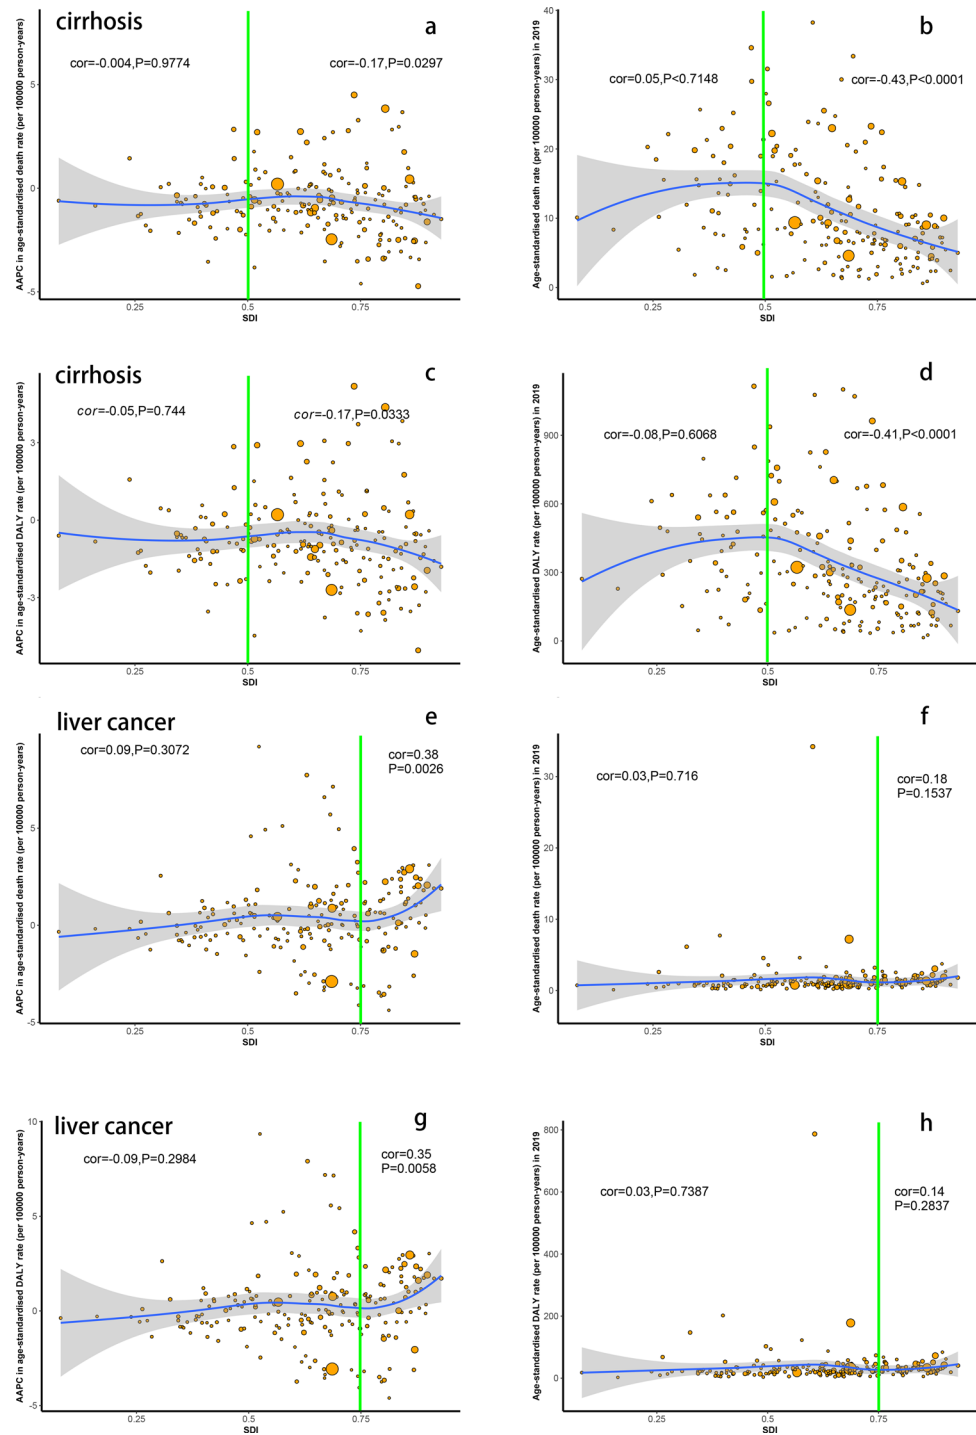 cirrhosis
a
cor=-0.004,P=0.9774
cor=-0.17,P=0.0297
AAPC in age-standardised death rate (per 100000 person-years)
5
0
-5
0.25
0.5
0.75
SDI
b
cor=0.05,P<0.7148
cor=-0.43,P<0.0001
Age-standardised death rate (per 100000 person-years) in 2019
40
30
20
10
0
0.25
0.5
0.75
SDI
cirrhosis
c
cor=-0.05,P=0.744
cor=-0.17,P=0.0333
AAPC in age-standardised DALY rate (per 100000 person-years)
3
0
-3
0.25
0.5
0.75
SDI
d
cor=-0.08,P=0.6068
cor=-0.41,P<0.0001
Age-standardised DALY rate (per 100000 person-years) in 2019
900
600
300
0
0.25
0.5
0.75
SDI
liver cancer
e
cor=0.09,P=0.3072
cor=0.38
P=0.0026
AAPC in age-standardised death rate (per 100000 person-years)
5
0
-5
0.25
0.5
0.75
SDI
f
cor=0.03,P=0.716
cor=0.18
P=0.1537
Age-standardised death rate (per 100000 person-years) in 2019
30
20
10
0
0.25
0.5
0.75
SDI
liver cancer
g
cor=-0.09,P=0.2984
cor=0.35
P=0.0058
AAPC in age-standardised DALY rate (per 100000 person-years)
10
5
0
-5
0.25
0.5
0.75
SDI
h
cor=0.03,P=0.7387
cor=0.14
P=0.2837
Age-standardised DALY rate (per 100000 person-years) in 2019
800
600
400
200
0
0.25
0.5
0.75
SDI